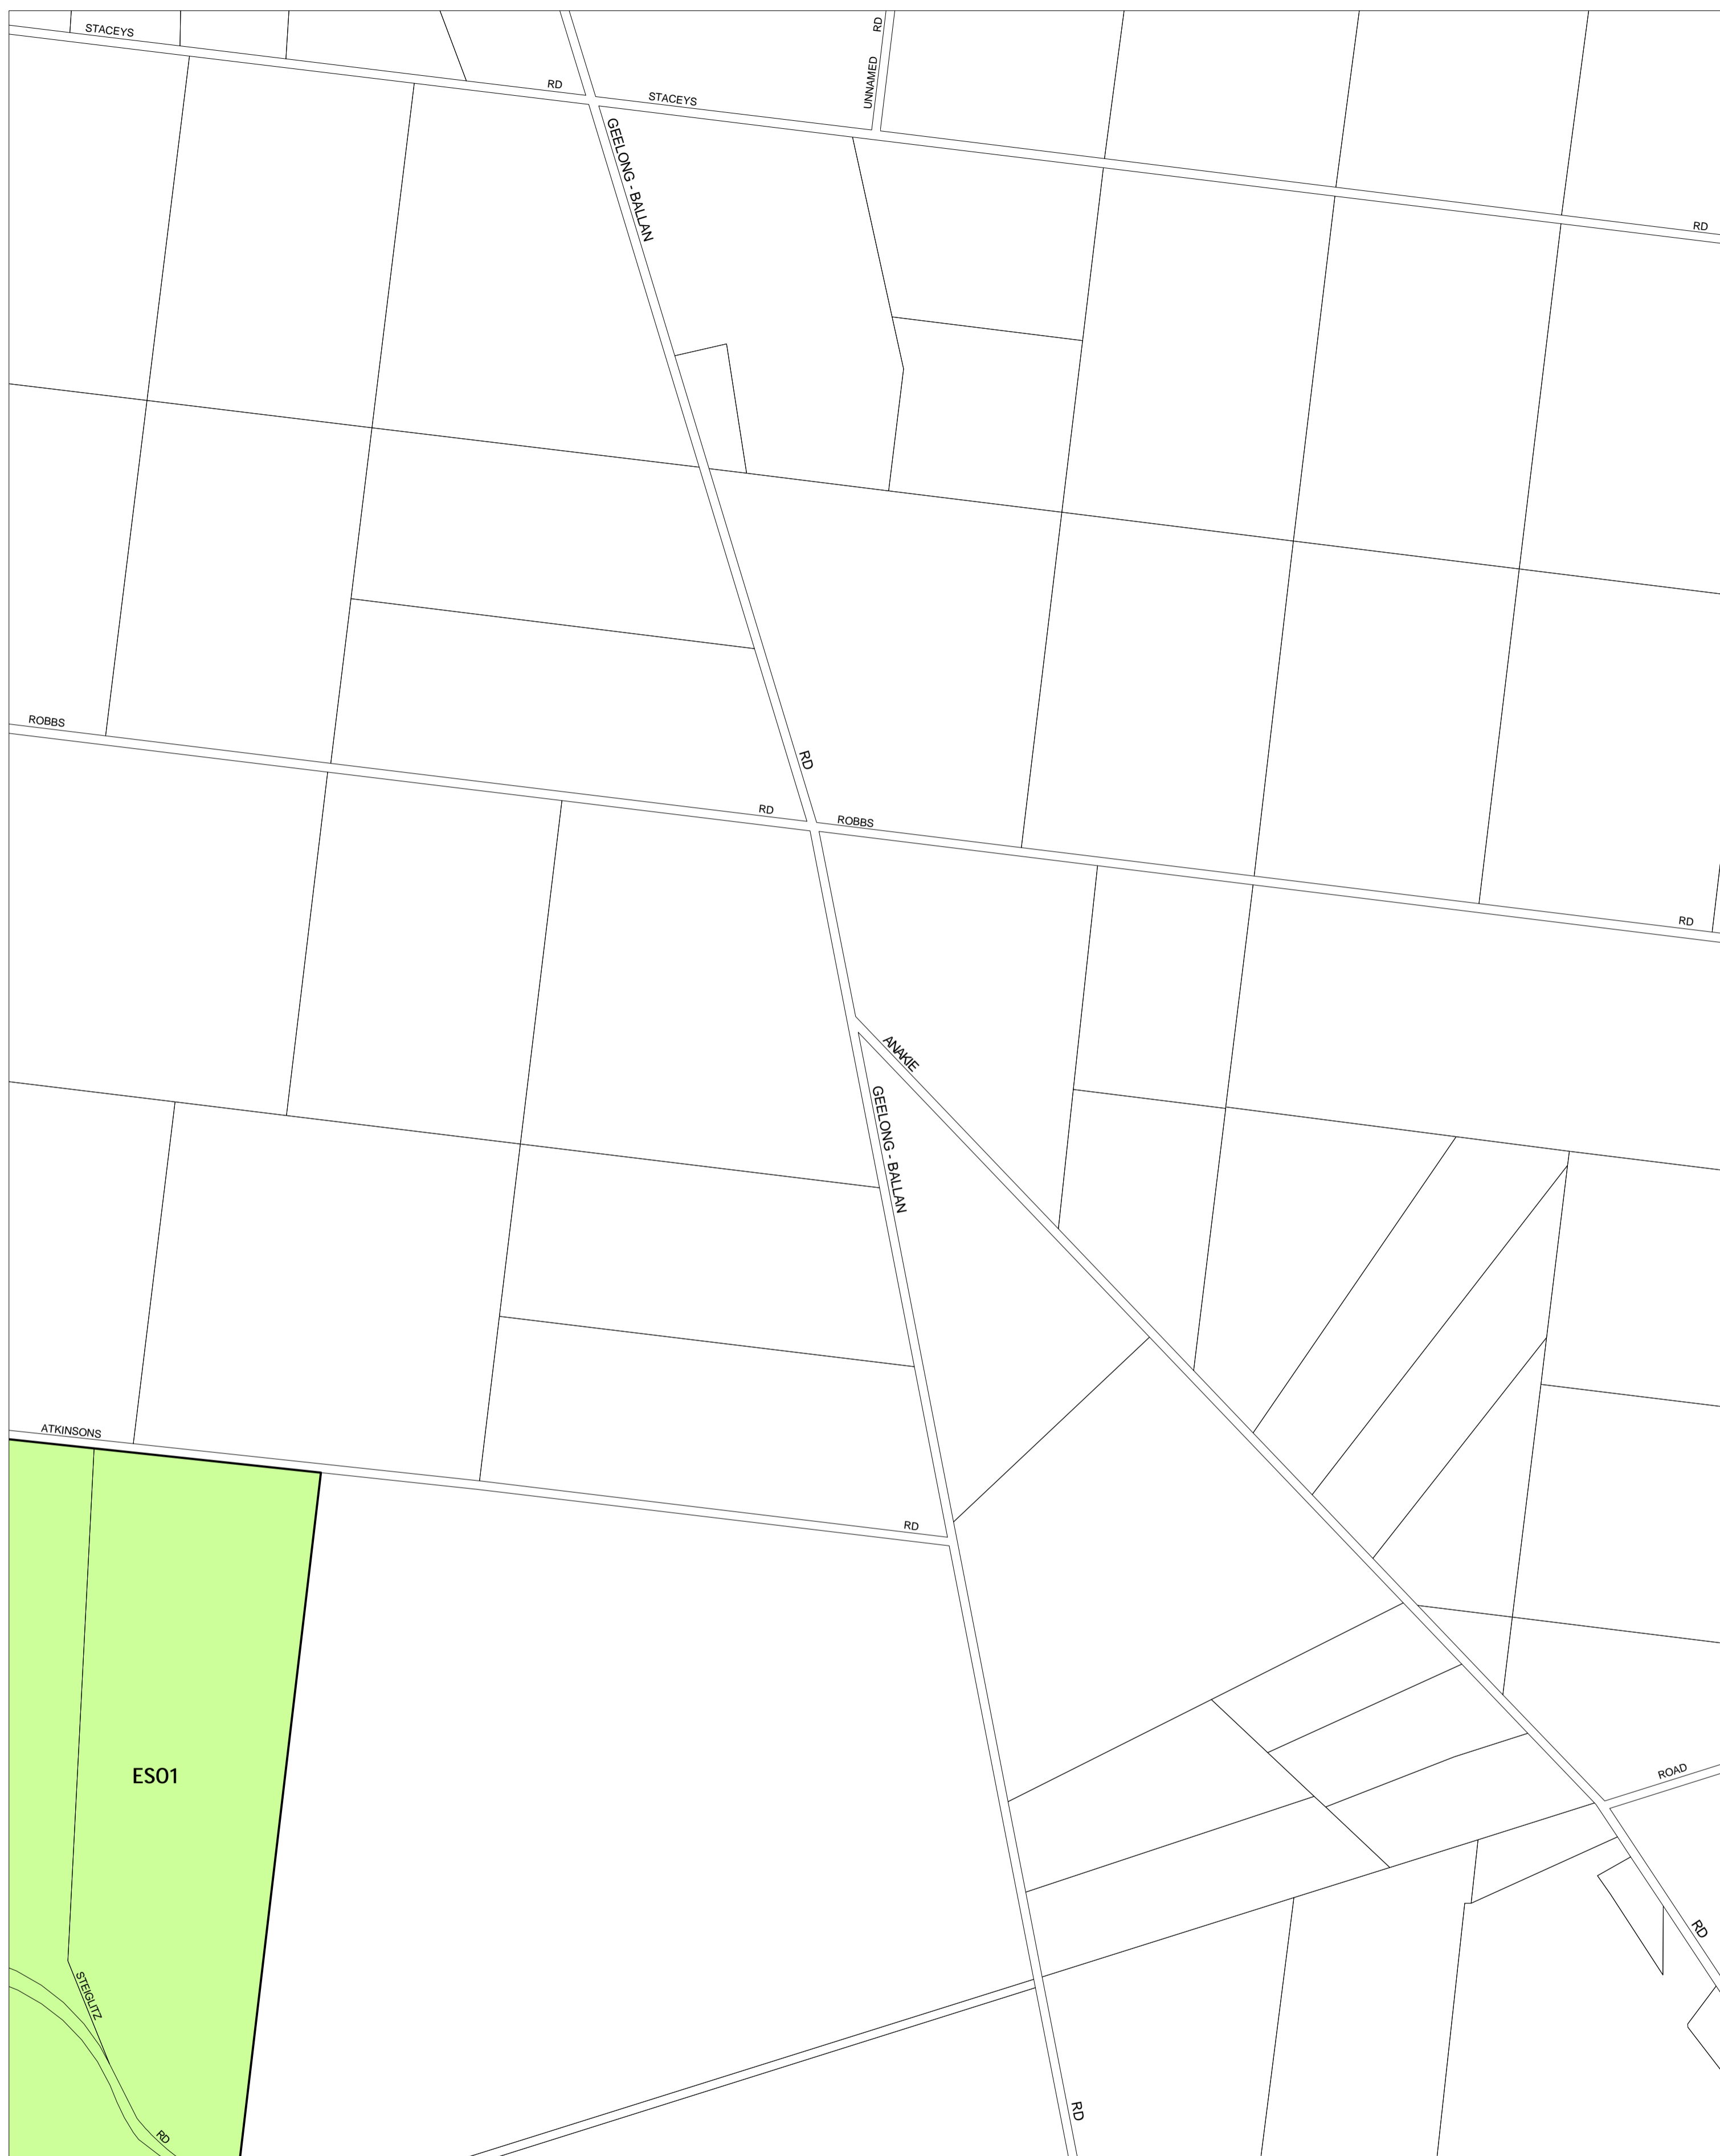 STACEYS
RD
UNNAMED
RD
STACEYS
GEELONG - BALLAN
RD
ROBBS
RD
RD
ROBBS
RD
ANAKIE
GEELONG - BALLAN
ATKINSONS
RD
ESO1
ROAD
STEIGLITZ
RD
RD
RD